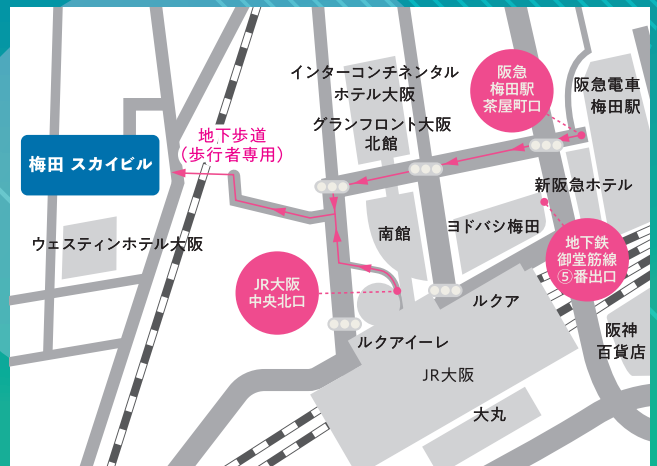 インターコンチネンタル
ホテル大阪
グランフロント大阪
北館
阪急
梅田駅
茶屋町口
阪急電車
梅田駅
地下歩道
(歩行者専用)
梅田 スカイビル
新阪急ホテル
ウェスティンホテル大阪
南館
ヨドバシ梅田
地下鉄
御堂筋線
⑤番出口
JR大阪
中央北口
ルクア
ルクアイーレ
阪神
百貨店
JR大阪
大丸